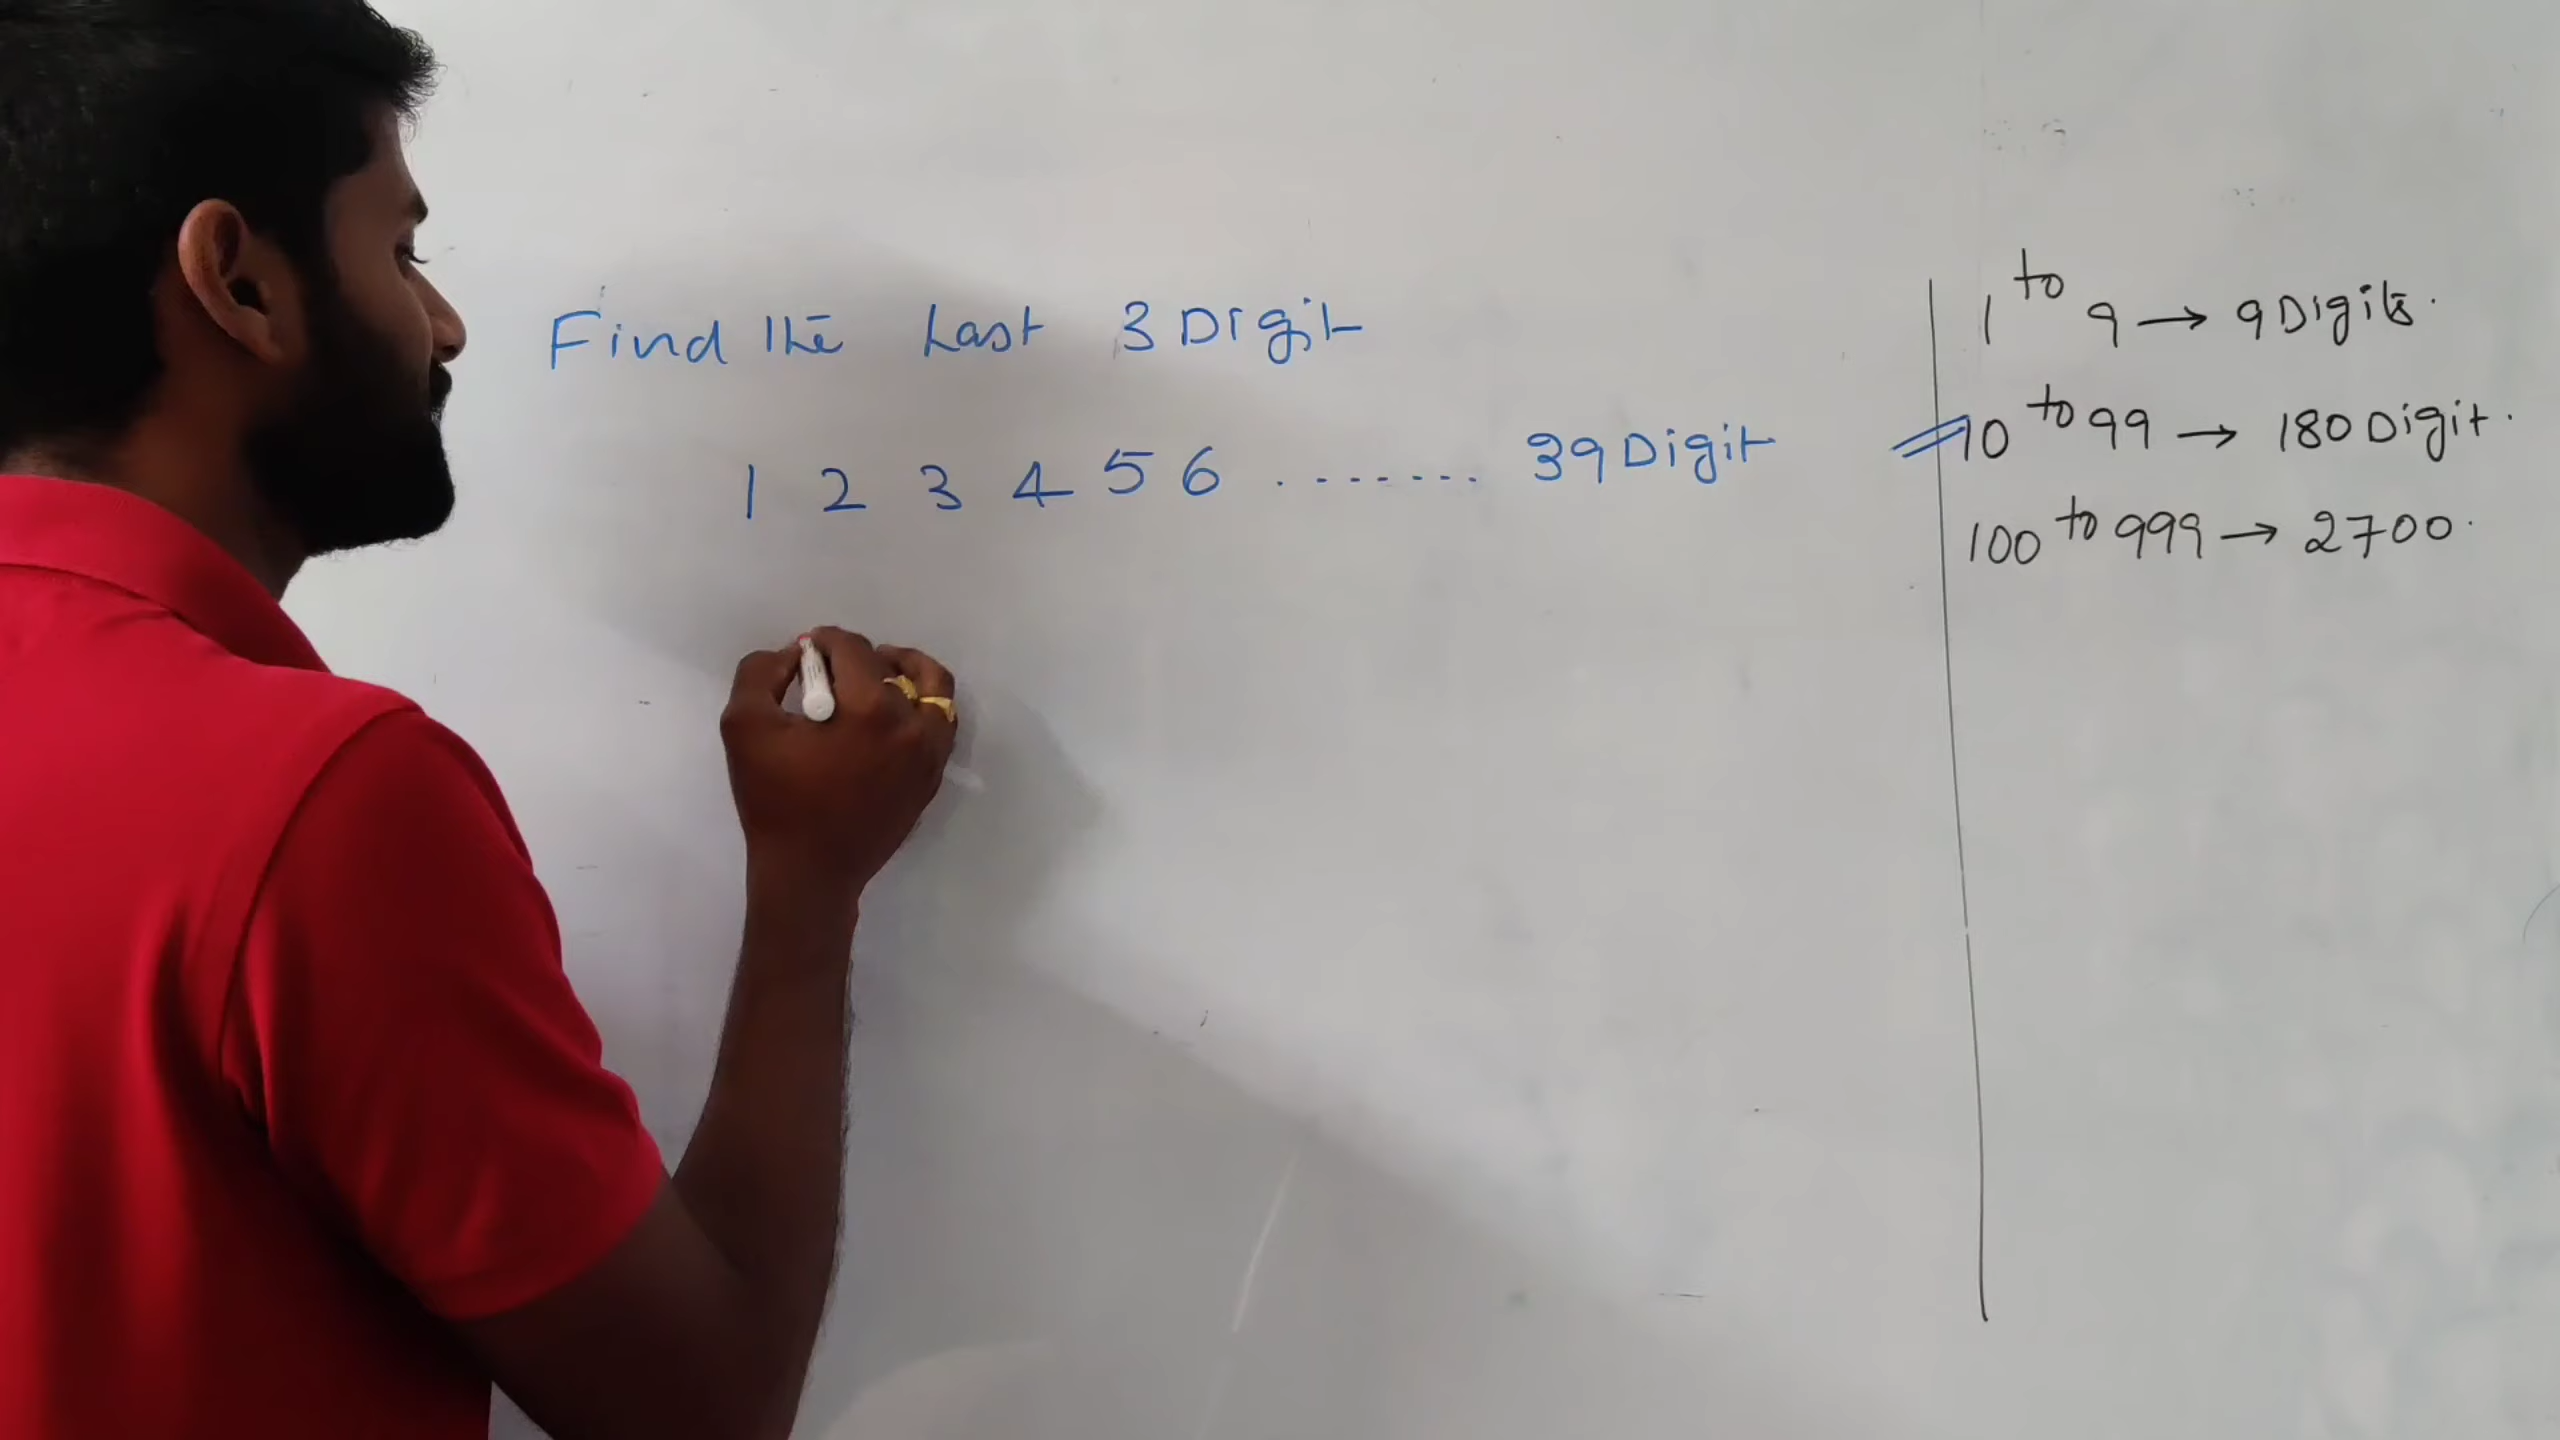 Find the Last 3 Digit
1 2 3 4 5 6 ........ 39 Digit
1 to 9 → 9 Digits.
10 to 99 → 180 Digit.
100 to 999 → 2700.